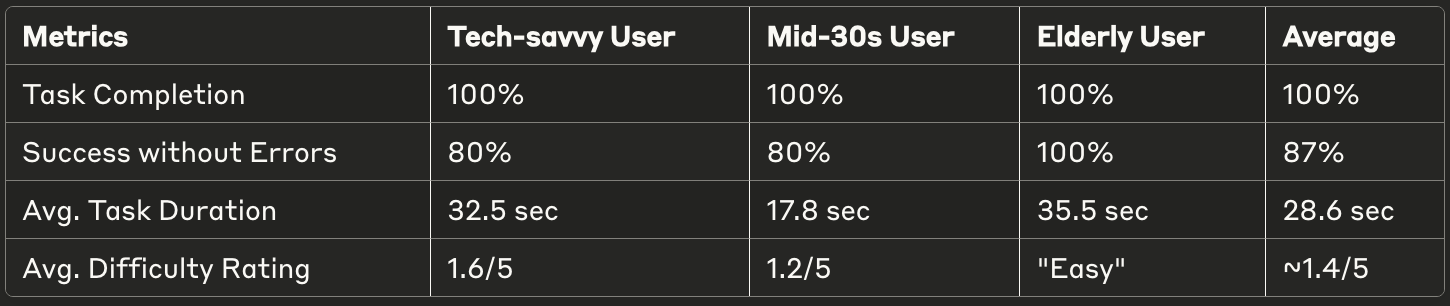 Metrics Tech-savvy User Mid-30s User Elderly User Average
Task Completion 100% 100% 100% 100%
Success without Errors 80% 80% 100% 87%
Avg. Task Duration 32.5 sec 17.8 sec 35.5 sec 28.6 sec
Avg. Difficulty Rating 1.6/5 1.2/5 "Easy" ~1.4/5